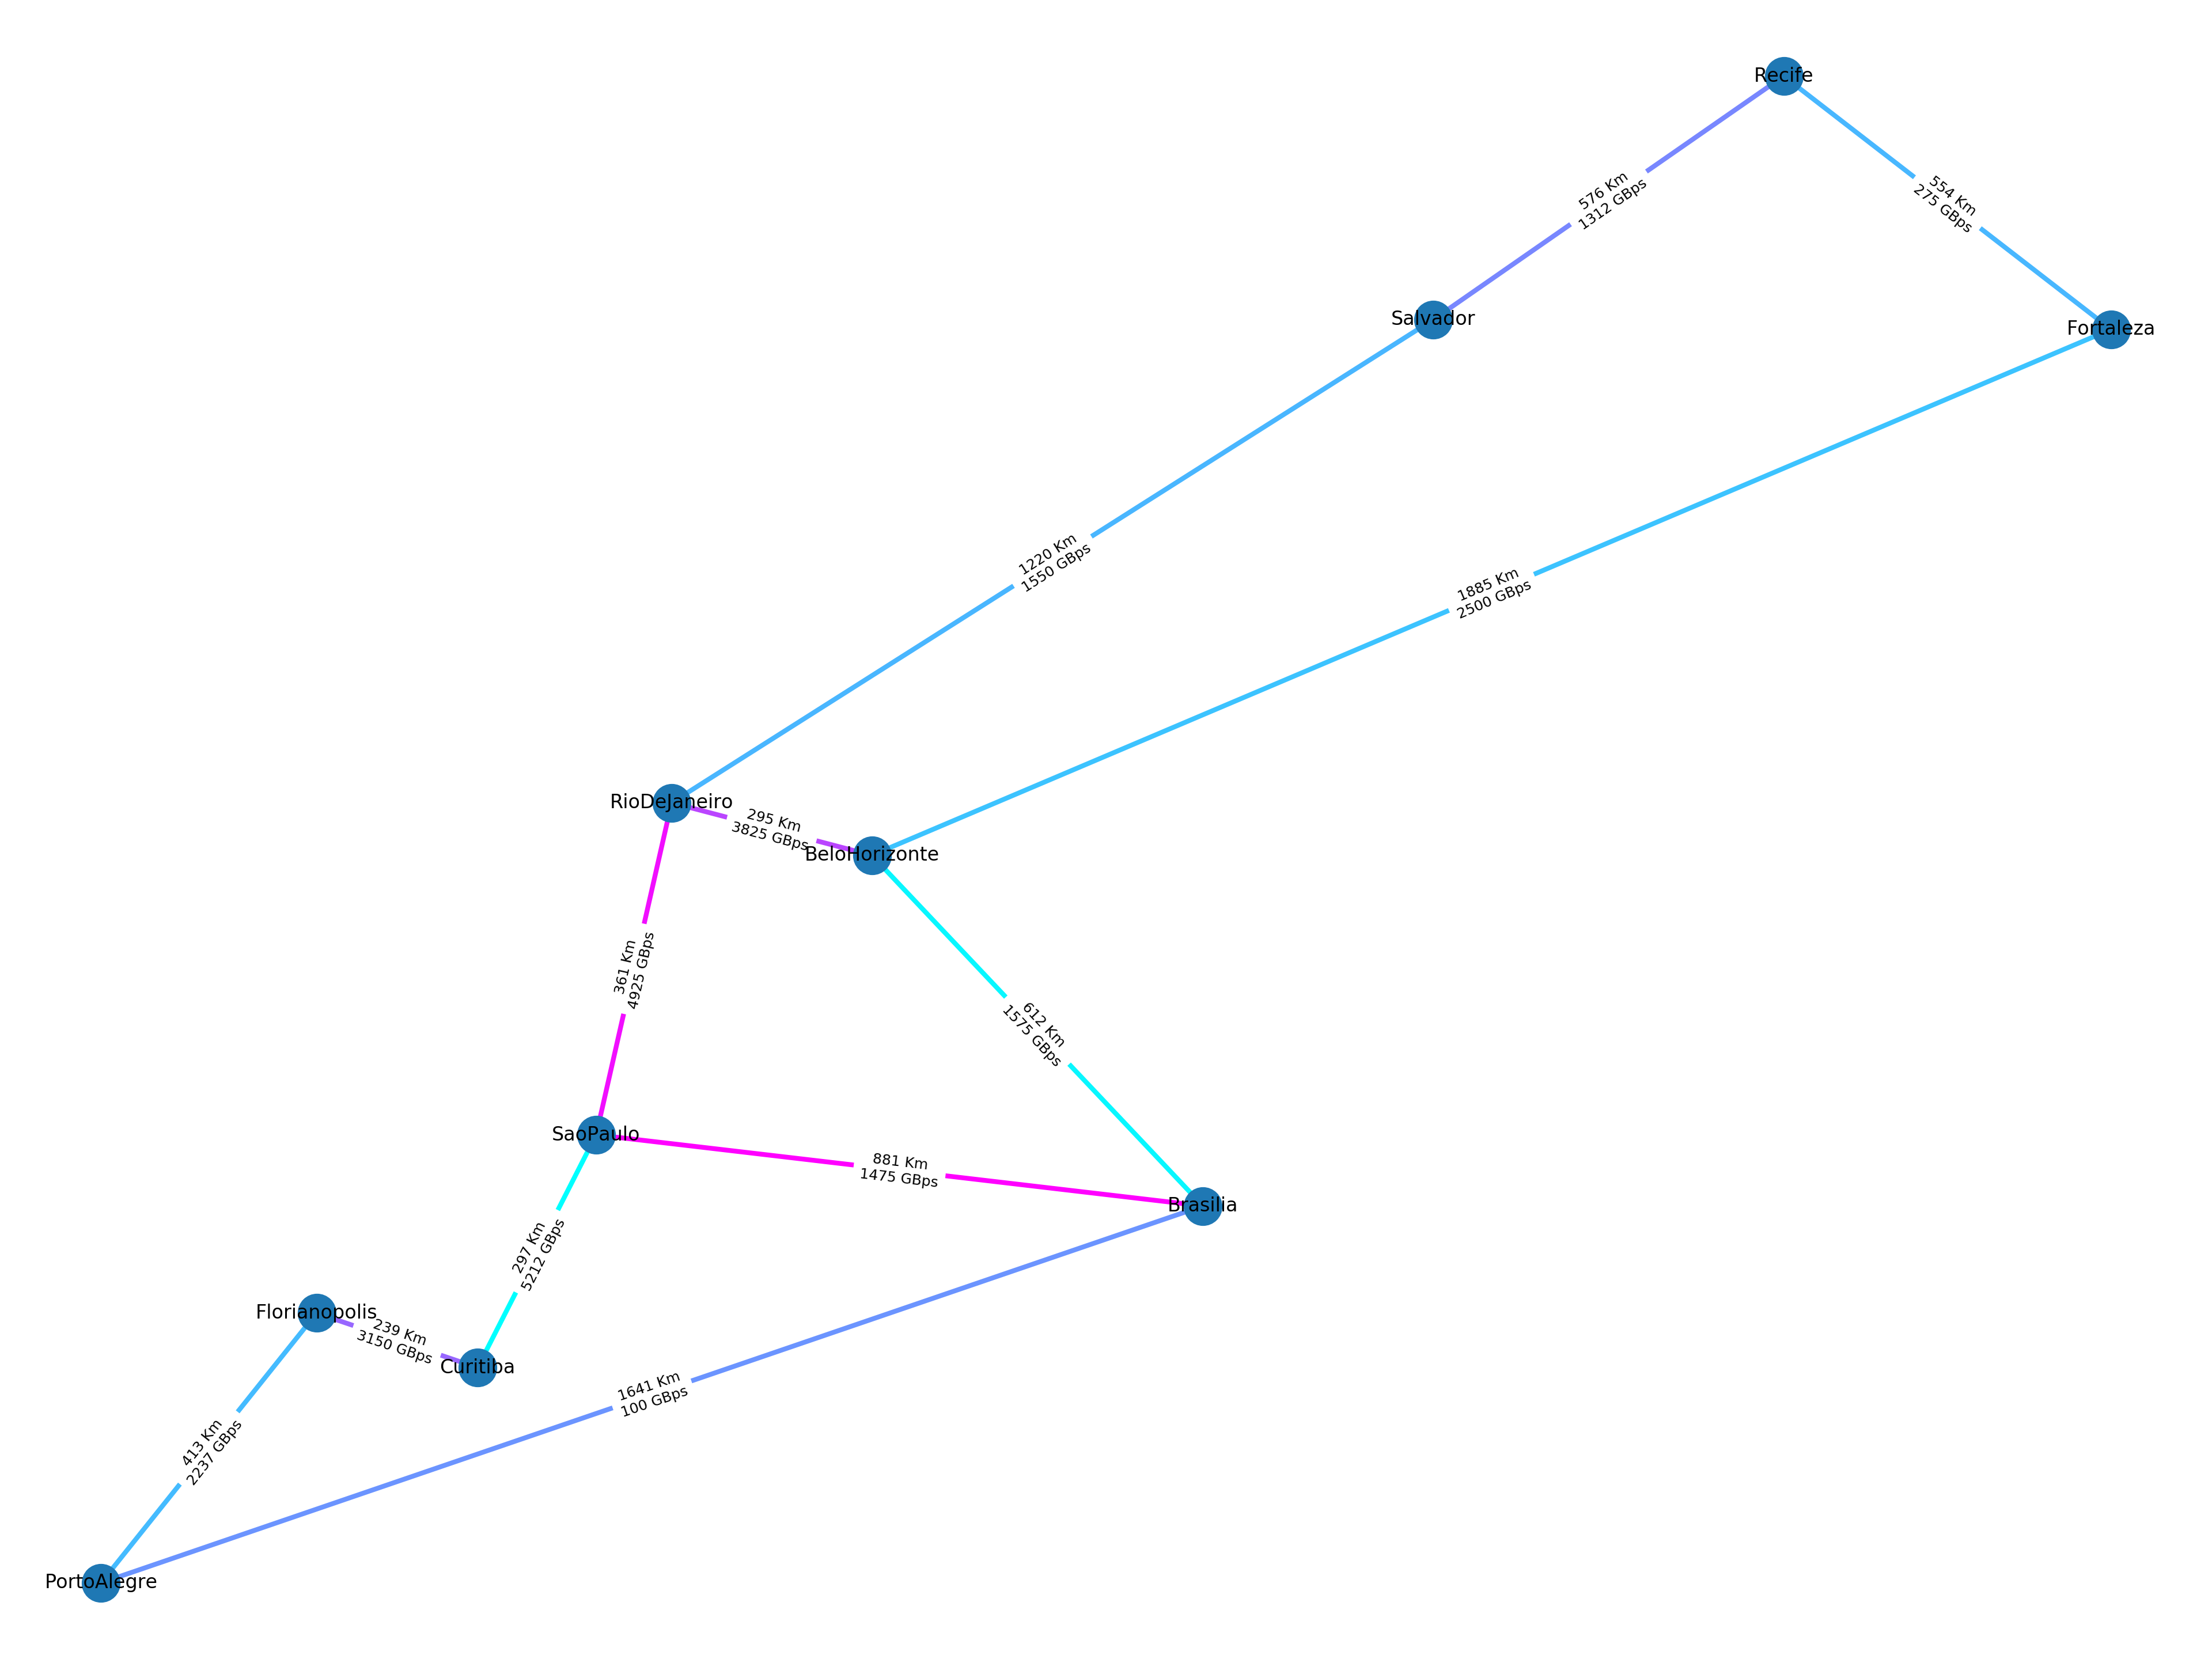 Recife
576 Km
1312 GBps
554 Km
275 GBps
Salvador
Fortaleza
1220 Km
1550 GBps
1885 Km
2500 GBps
RioDeJaneiro
295 Km
3825 GBps
BeloHorizonte
361 Km
4925 GBps
612 Km
1575 GBps
SaoPaulo
881 Km
1475 GBps
Brasilia
297 Km
5212 GBps
Florianopolis
239 Km
3150 GBps
Curitiba
1641 Km
100 GBps
413 Km
2237 GBps
PortoAlegre